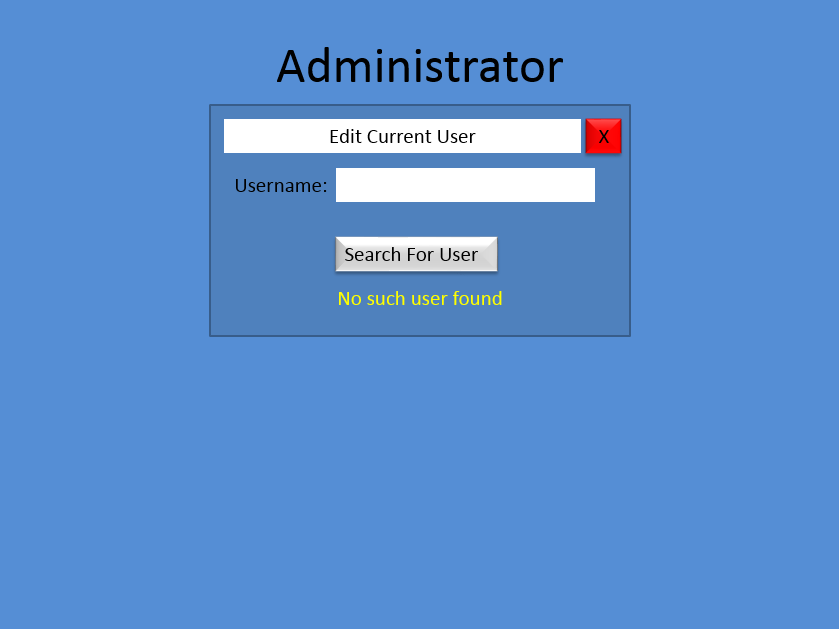 Administrator
Edit Current User
X
Username:
Search For User
No such user found